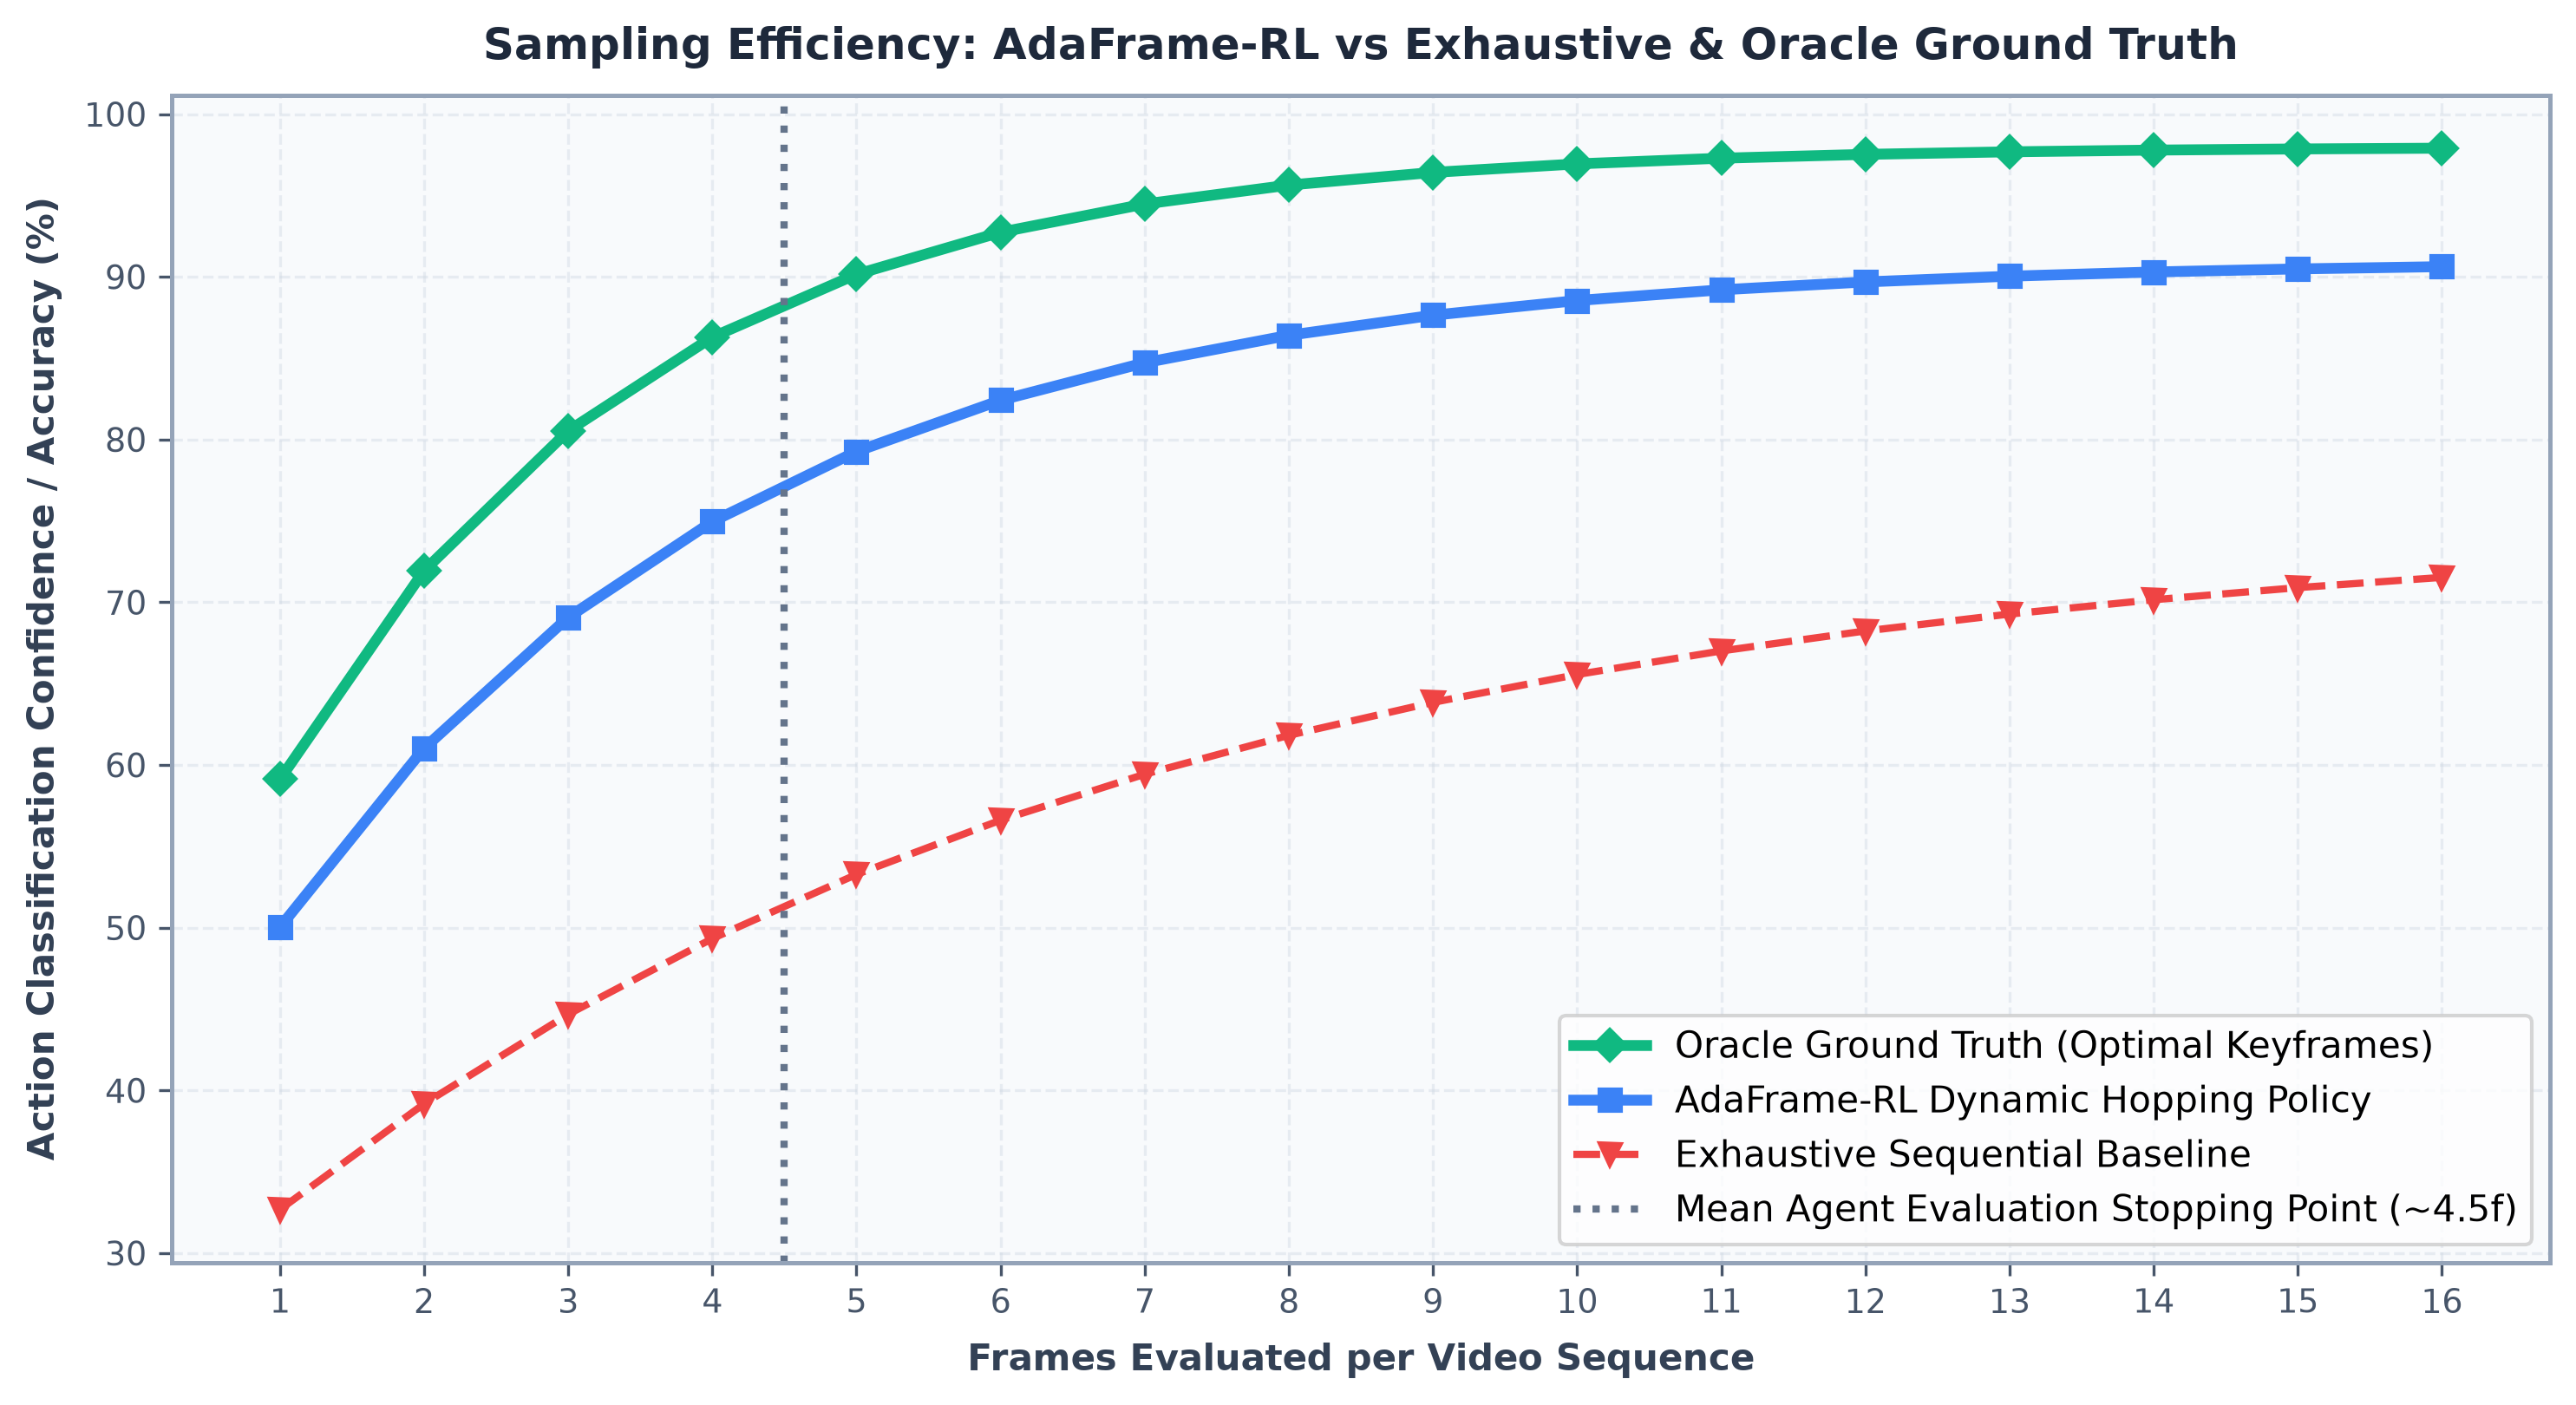 Sampling Efficiency: AdaFrame-RL vs Exhaustive & Oracle Ground Truth
Action Classification Confidence / Accuracy (%)
100
90
80
70
60
50
40
30
Oracle Ground Truth (Optimal Keyframes)
AdaFrame-RL Dynamic Hopping Policy
Exhaustive Sequential Baseline
Mean Agent Evaluation Stopping Point (~4.5f)
1 2 3 4 5 6 7 8 9 10 11 12 13 14 15 16
Frames Evaluated per Video Sequence